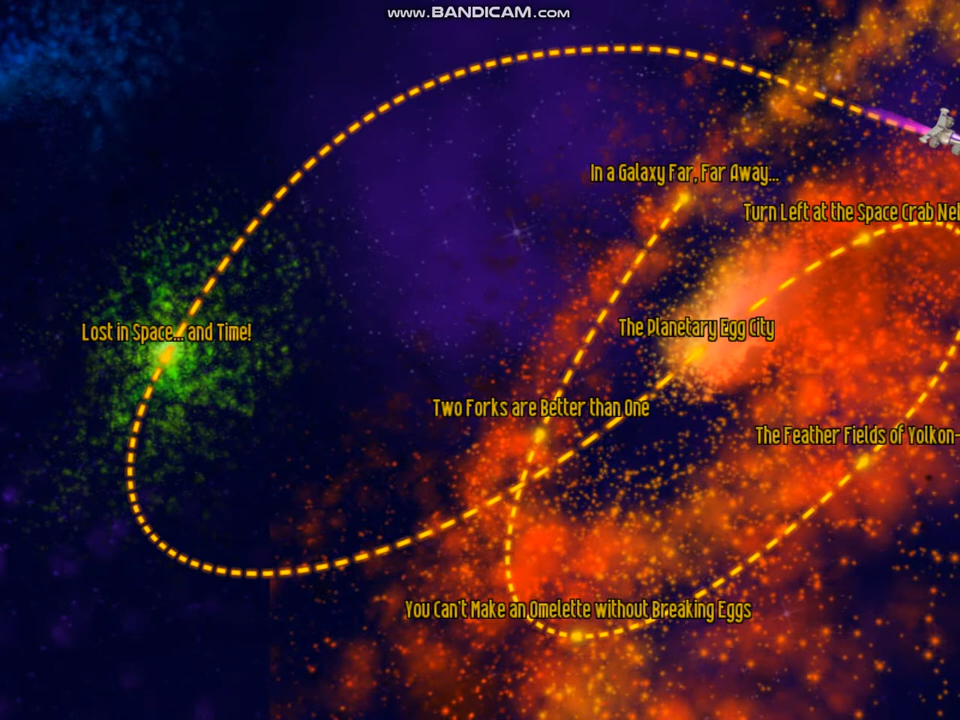 www.BANDICAM.com
In a Galaxy Far, Far Away...
Turn Left at the Space Crab
Lost in Space... and Time!
The Planetary Egg City
Two Forks are Better than One
The Feather Fields of Yolkon-
You Can't Make an Omelette without Breaking Eggs